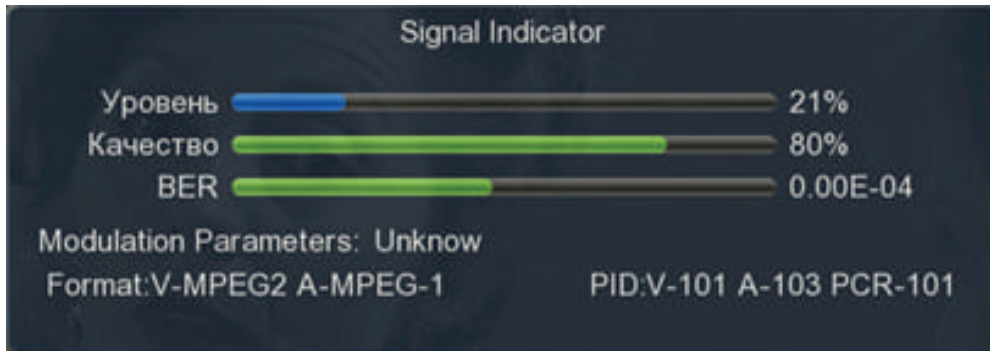 Signal Indicator
Уровень 21%
Качество 80%
BER 0.00E-04
Modulation Parameters: Unknow
Format:V-MPEG2 A-MPEG-1 PID:V-101 A-103 PCR-101